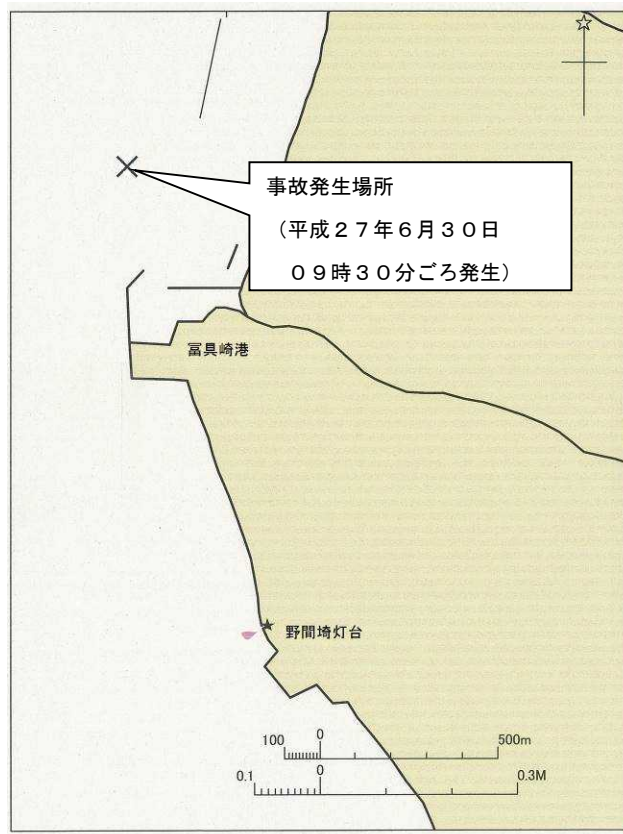 事故発生場所
（平成２７年６月３０日
０９時３０分ごろ発生）
冨具崎港
野間埼灯台
100 0 500m
0.1 0 0.3M